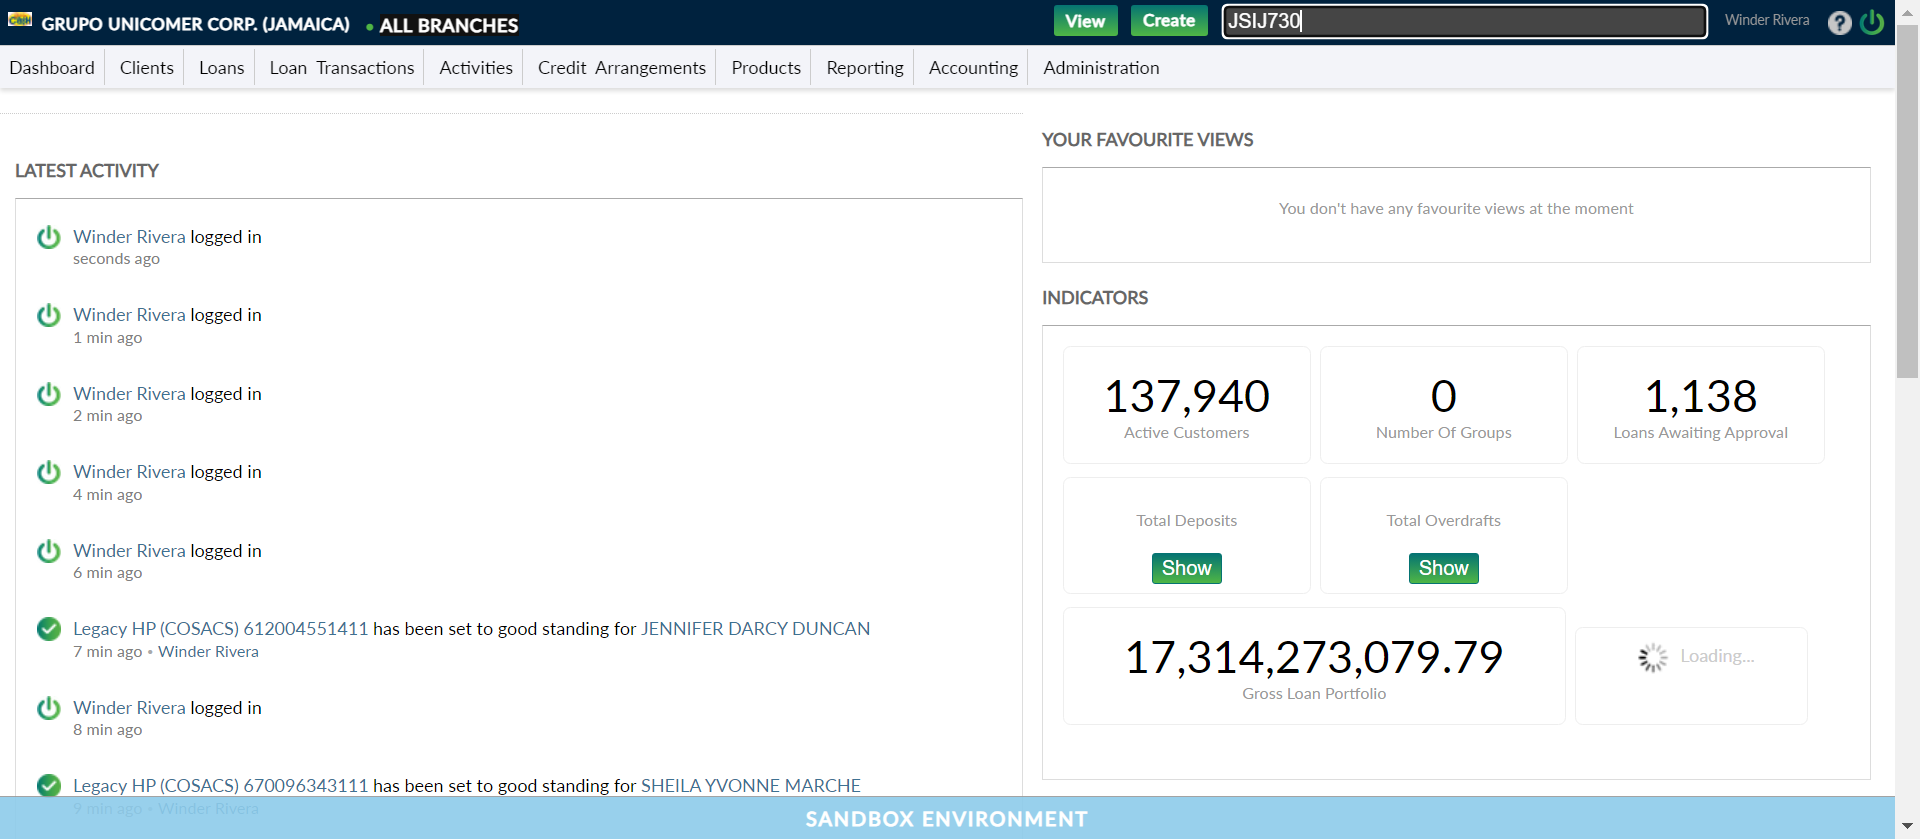 GRUPO UNICOMER CORP. (JAMAICA) • ALL BRANCHES
View Create JSIJ730 Winder Rivera ?
Dashboard Clients Loans Loan Transactions Activities Credit Arrangements Products Reporting Accounting Administration
LATEST ACTIVITY
Winder Rivera logged in
seconds ago
Winder Rivera logged in
1 min ago
Winder Rivera logged in
2 min ago
Winder Rivera logged in
4 min ago
Winder Rivera logged in
6 min ago
Legacy HP (COSACS) 612004551411 has been set to good standing for JENNIFER DARCY DUNCAN
7 min ago • Winder Rivera
Winder Rivera logged in
8 min ago
Legacy HP (COSACS) 670096343111 has been set to good standing for SHEILA YVONNE MARCHE
9 min ago • Winder Rivera
YOUR FAVOURITE VIEWS
You don't have any favourite views at the moment
INDICATORS
137,940
Active Customers
0
Number Of Groups
1,138
Loans Awaiting Approval
Total Deposits
Show
Total Overdrafts
Show
17,314,273,079.79
Gross Loan Portfolio
Loading...
SANDBOX ENVIRONMENT